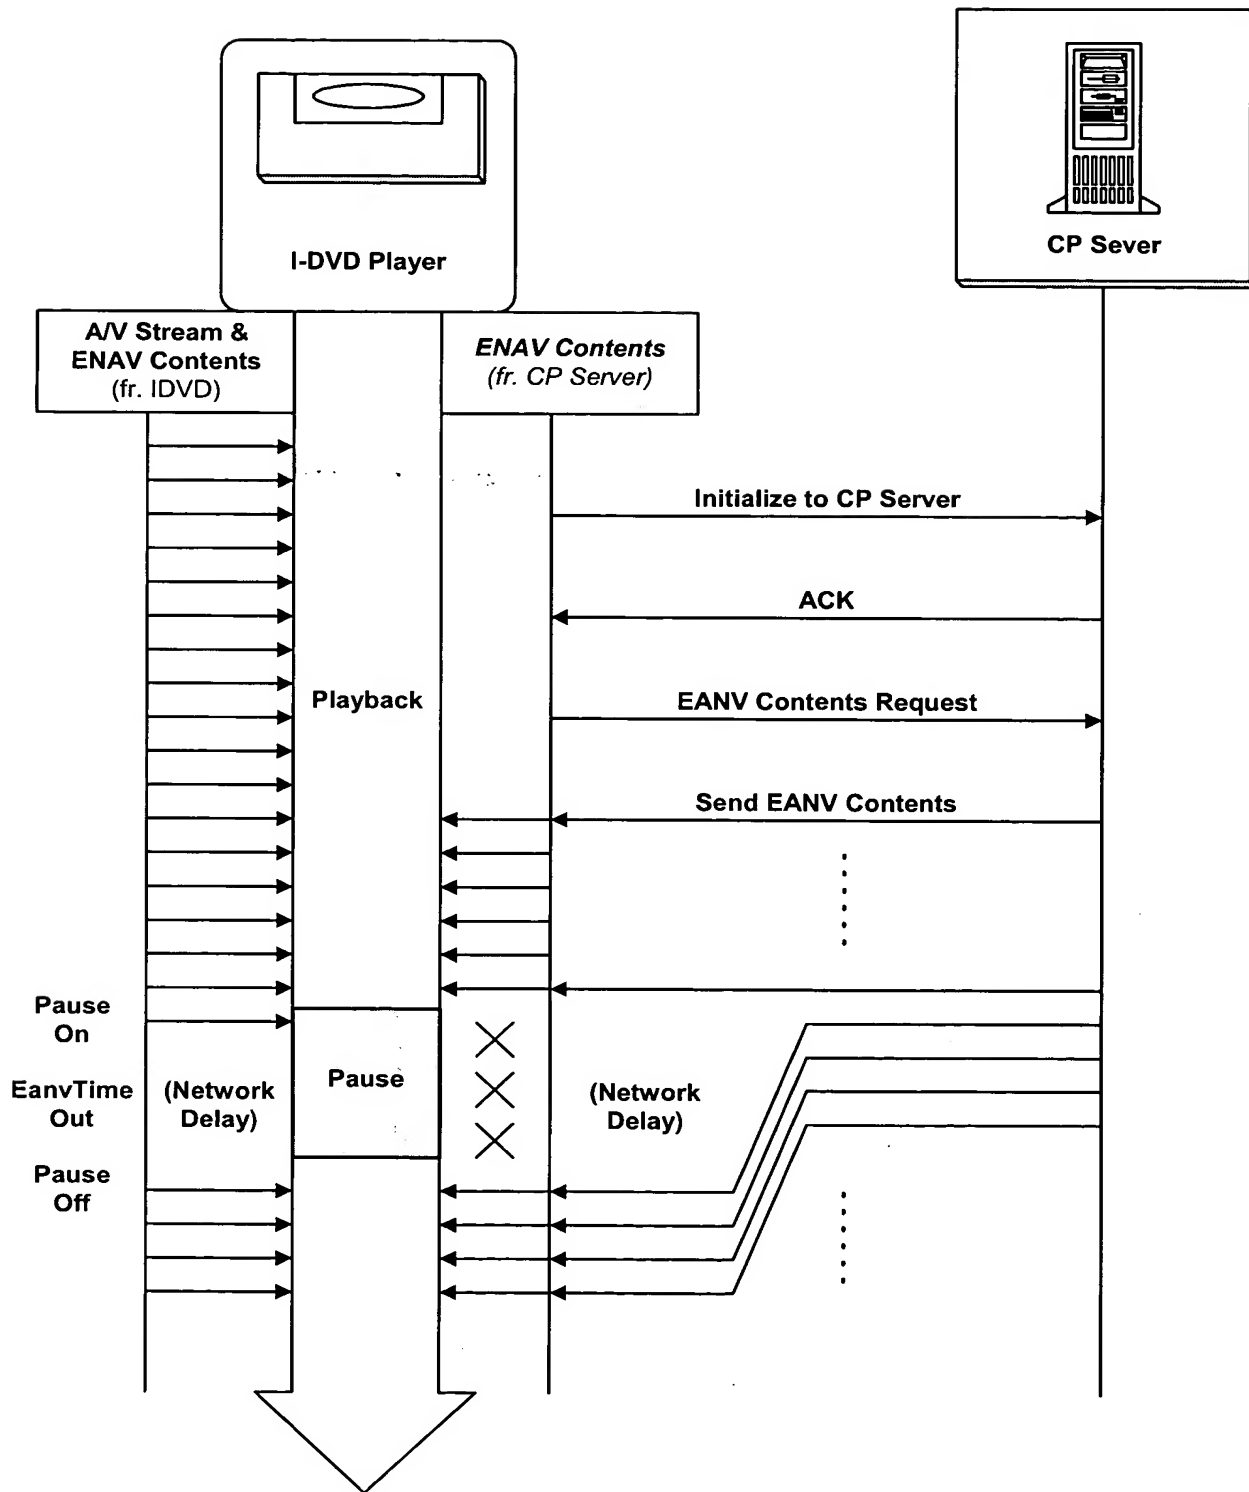 I-DVD Player
CP Sever
A/V Stream &
ENAV Contents
(fr. IDVD)
ENAV Contents
(fr. CP Server)
Initialize to CP Server
ACK
Playback
EANV Contents Request
Send EANV Contents
Pause
On
EanvTime
Out
(Network
Delay)
Pause
(Network
Delay)
Pause
Off